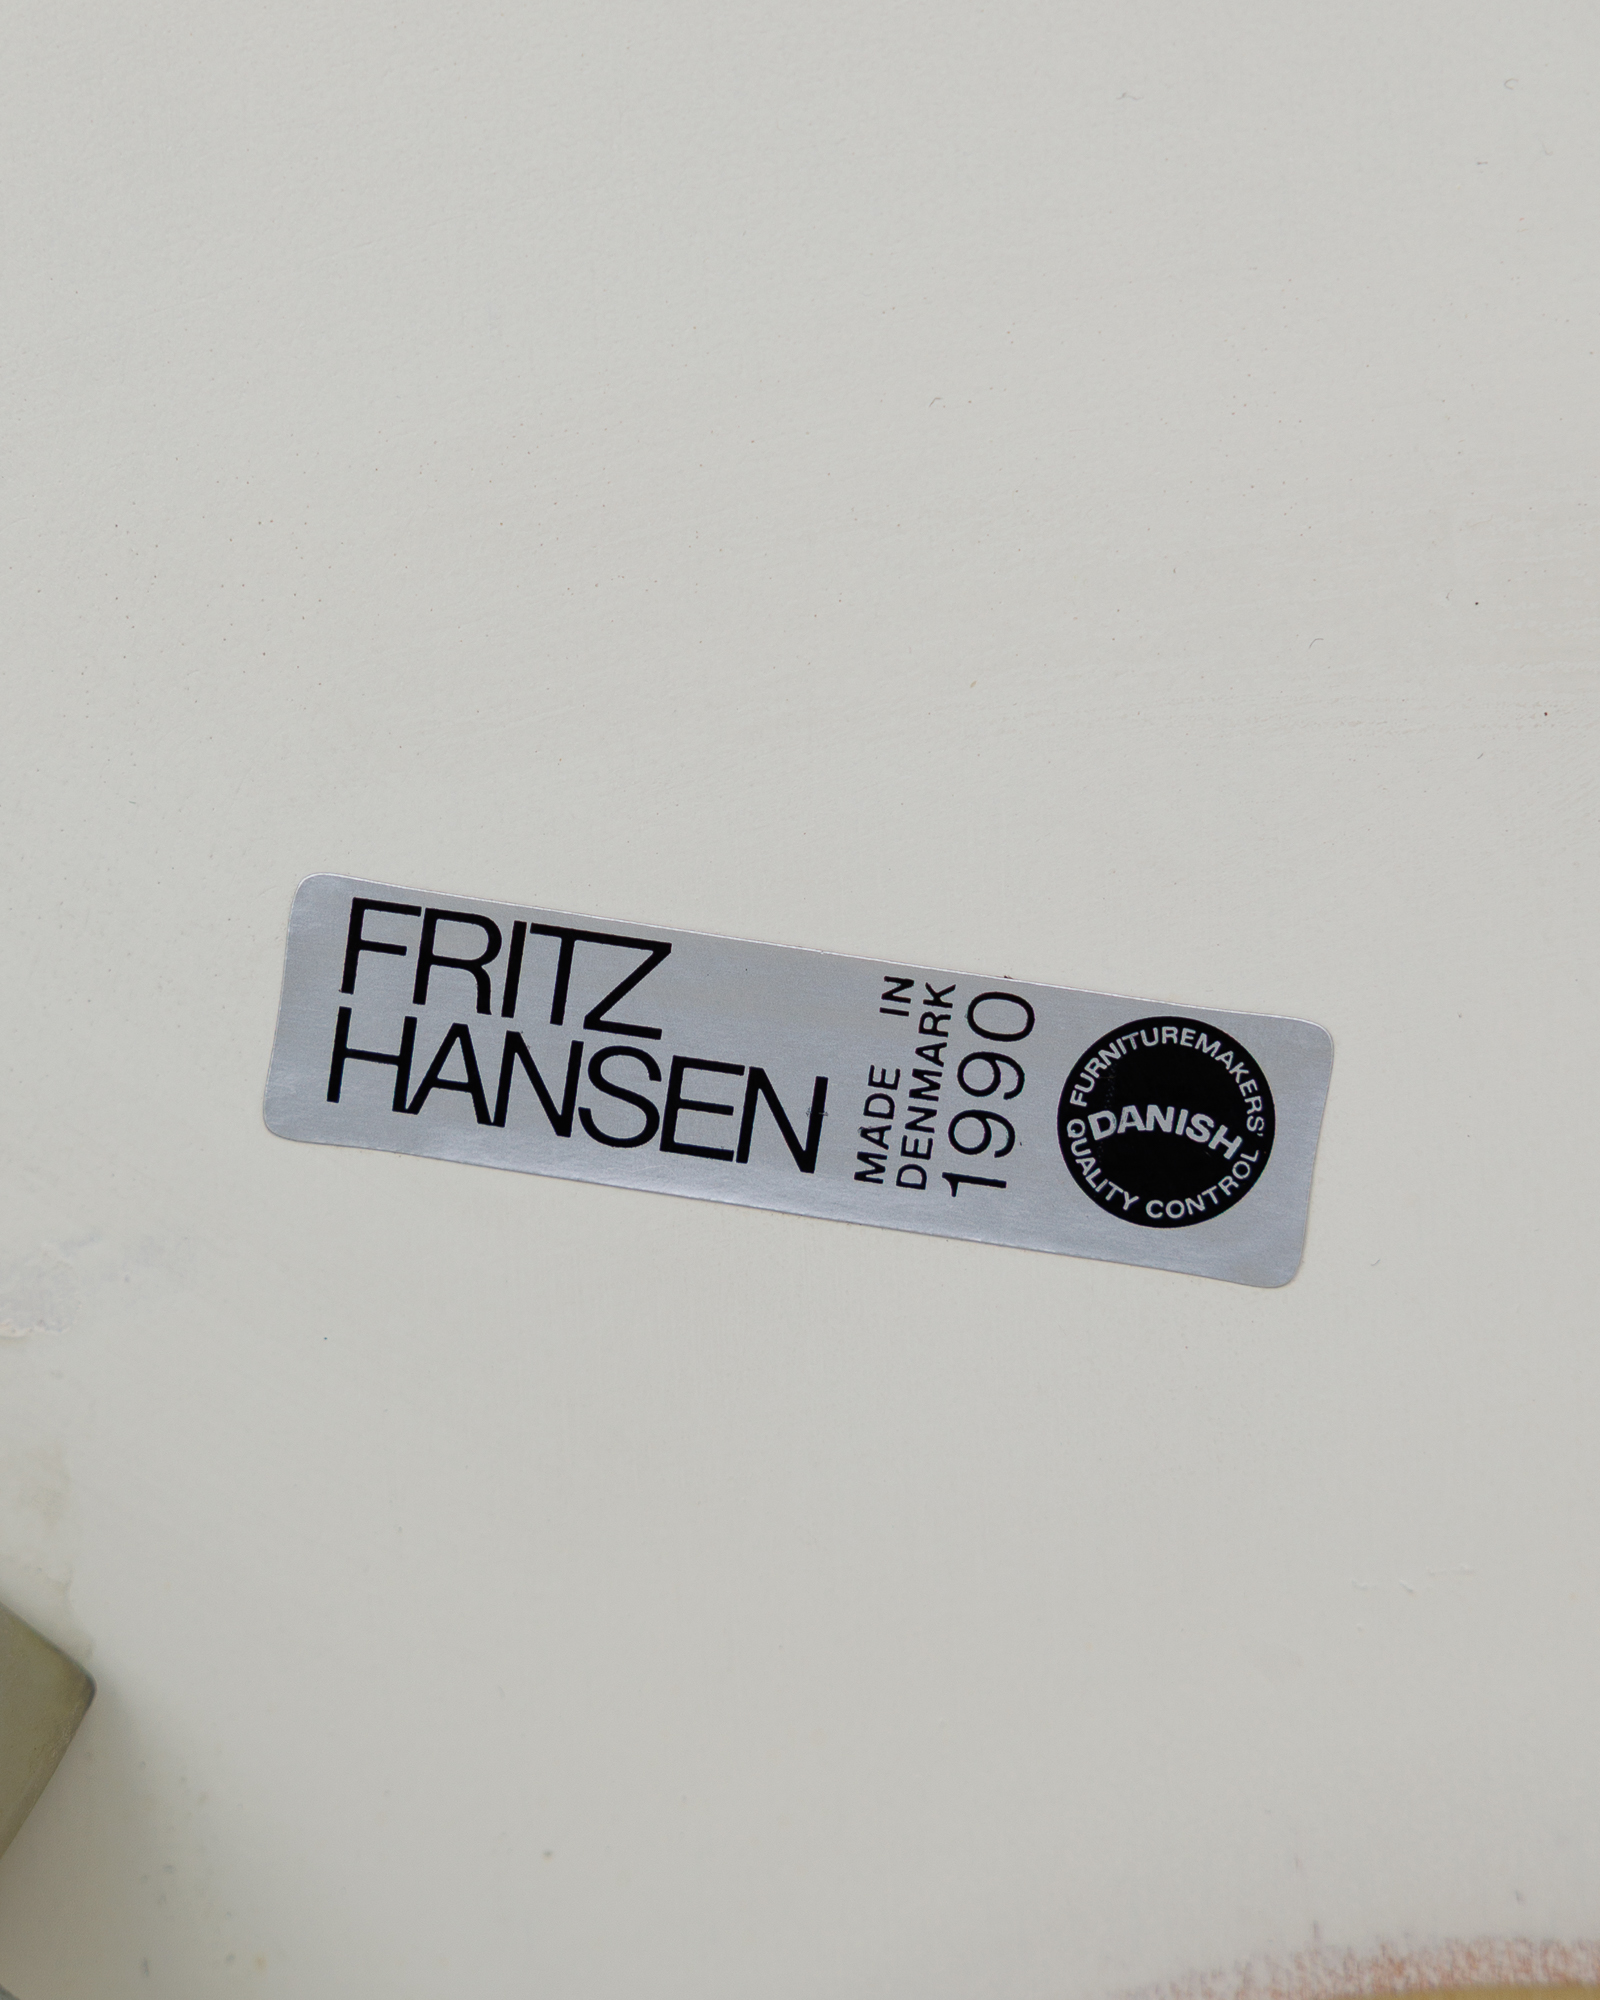 FRITZ
HANSEN
MADE IN
DENMARK
1990
FURNITUREMAKERS'
DANISH
QUALITY CONTROL